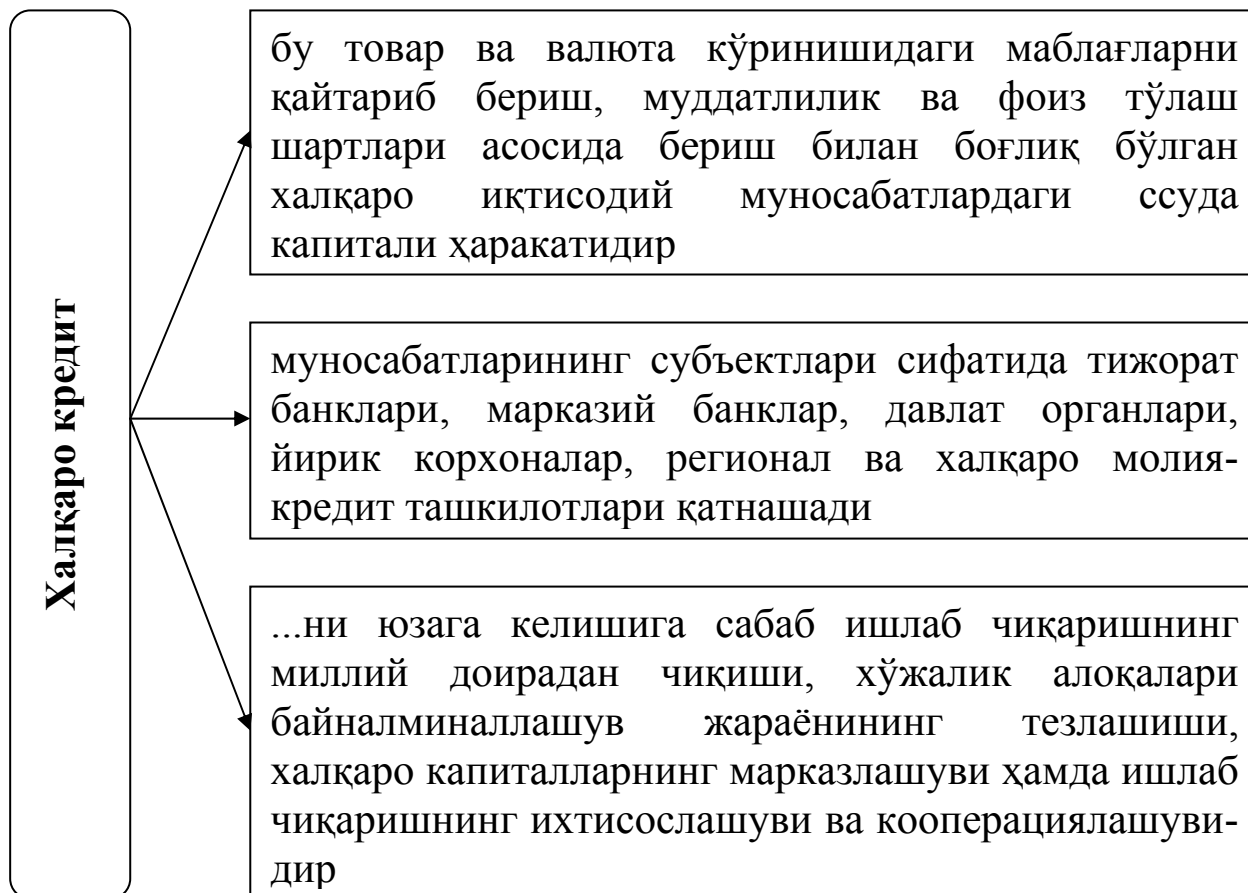 Халқаро кредит
бу товар ва валюта кўринишидаги маблағларни
қайтариб бериш, муддатлилик ва фоиз тўлаш
шартлари асосида бериш билан боғлиқ бўлган
халқаро иқтисодий муносабатлардаги ссуда
капитали ҳаракатидир
муносабатларининг субъектлари сифатида тижорат
банклари, марказий банклар, давлат органлари,
йирик корхоналар, регионал ва халқаро молия-
кредит ташкилотлари қатнашади
...ни юзага келишига сабаб ишлаб чиқаришнинг
миллий доирадан чиқиши, хўжалик алоқалари
байналминаллашув жараёнининг тезлашиши,
халқаро капиталларнинг марказлашуви ҳамда ишлаб
чиқаришнинг ихтисослашуви ва кооперациялашуви-
дир